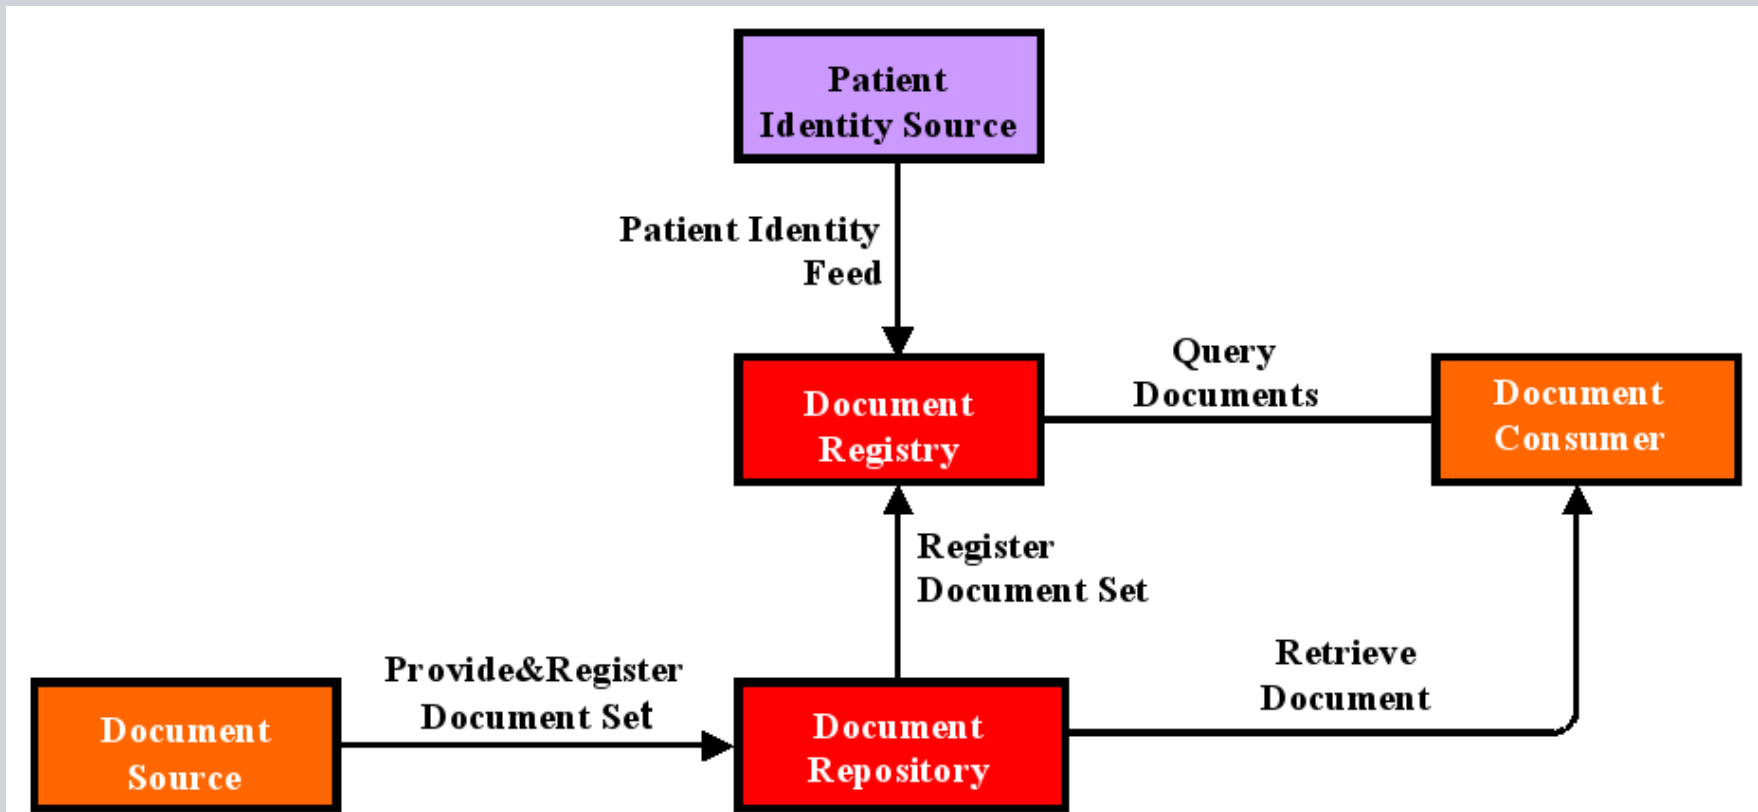 Patient
Identity Source
Patient Identity
Feed
Query
Documents
Document
Registry
Document
Consumer
Register
Document Set
Retrieve
Document
Provide&Register
Document Set
Document
Source
Document
Repository